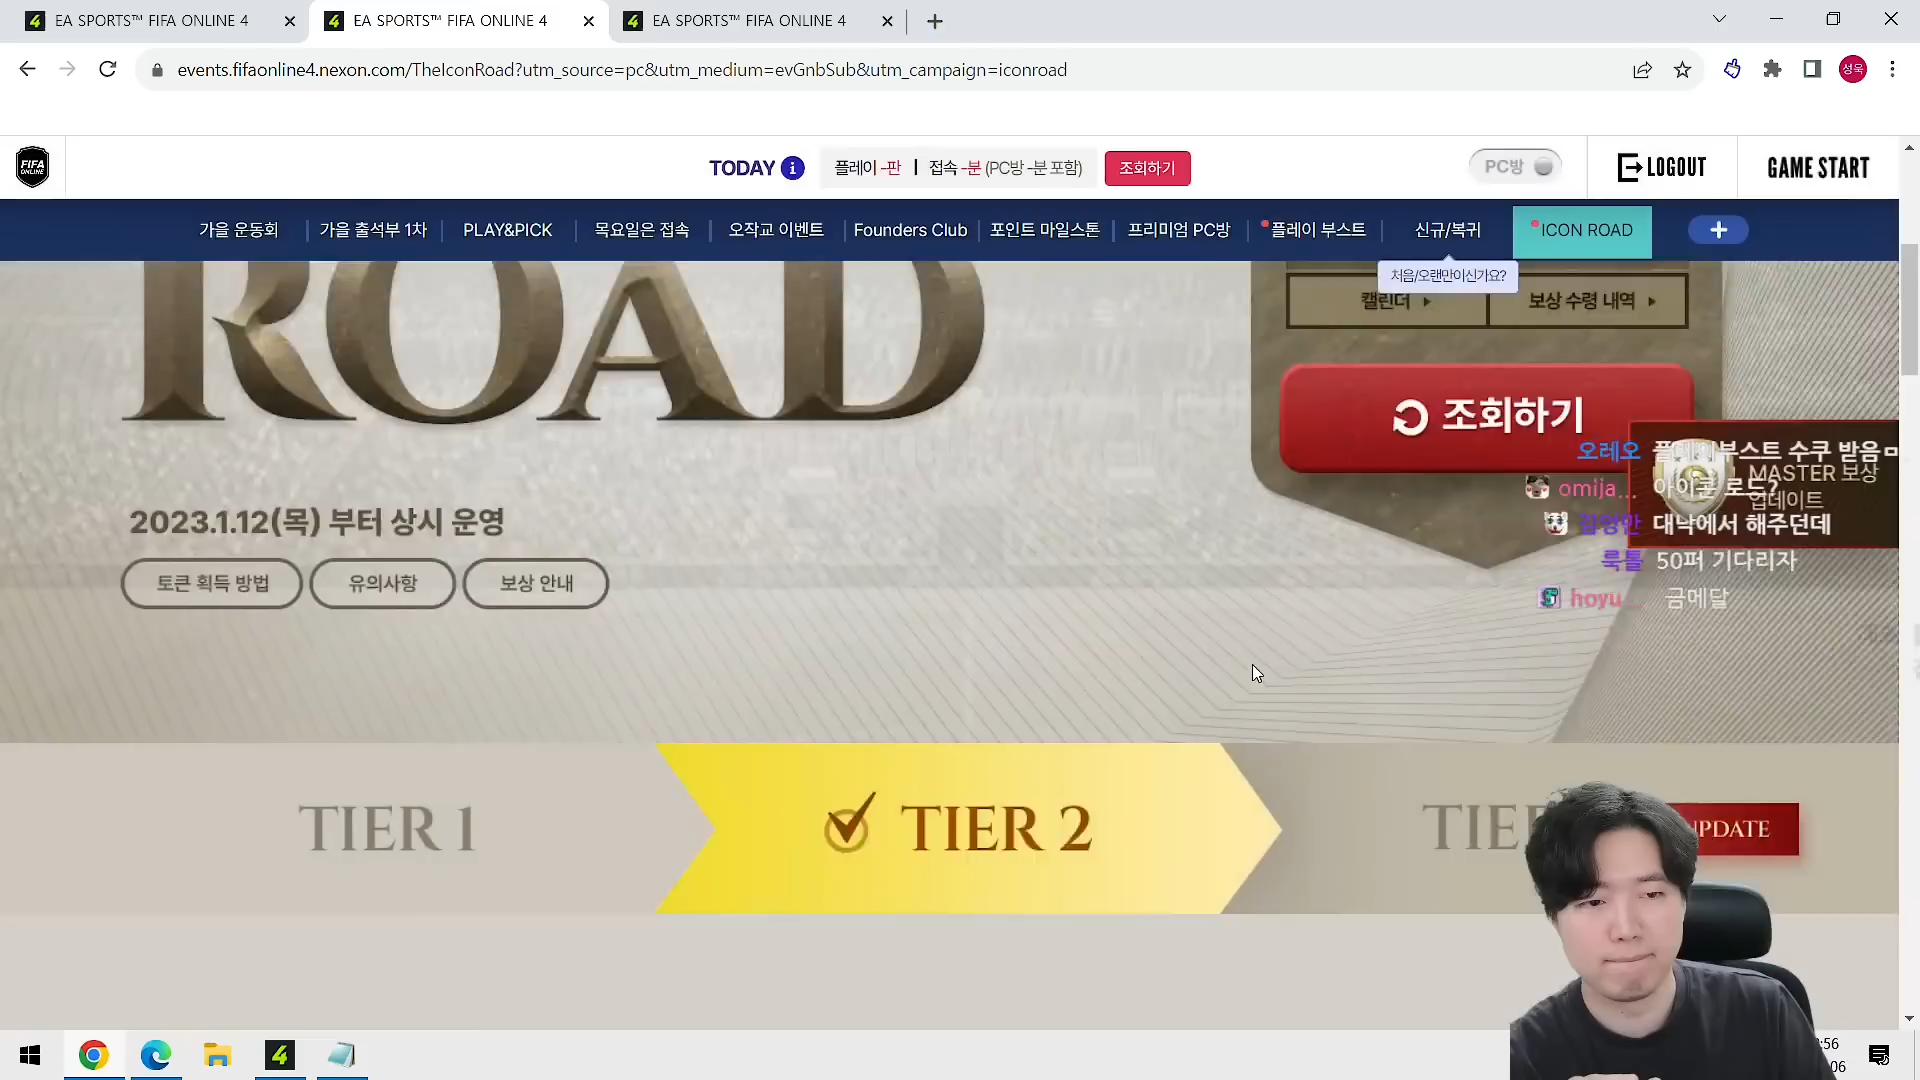 EA SPORTS™ FIFA ONLINE 4
EA SPORTS™ FIFA ONLINE 4
EA SPORTS™ FIFA ONLINE 4
events.fifaonline4.nexon.com/TheIconRoad?utm_source=pc&utm_medium=evGnbSub&utm_campaign=iconroad
성욱
FIFA ONLINE
TODAY
플레이 -판 | 접속 -분 (PC방 -분 포함)
조회하기
PC방
LOGOUT
GAME START
가을 운동회
가을 출석부 1차
PLAY&PICK
목요일은 접속
오작교 이벤트
Founders Club
포인트 마일스톤
프리미엄 PC방
플레이 부스트
신규/복귀
ICON ROAD
처음/오랜만이신가요?
ROAD
캘린더
보상 수령 내역
조회하기
MASTER 보상
업데이트
오레오 플레이부스트 수쿠 받음ㅁ
omija... 아이콘 로드?
김영만 대낙에서 해주던데
룩틀 50퍼 기다리자
hoyu... 금메달
2023.1.12(목) 부터 상시 운영
토큰 획득 방법
유의사항
보상 안내
TIER 1
TIER 2
TIE
UPDATE
:56
06